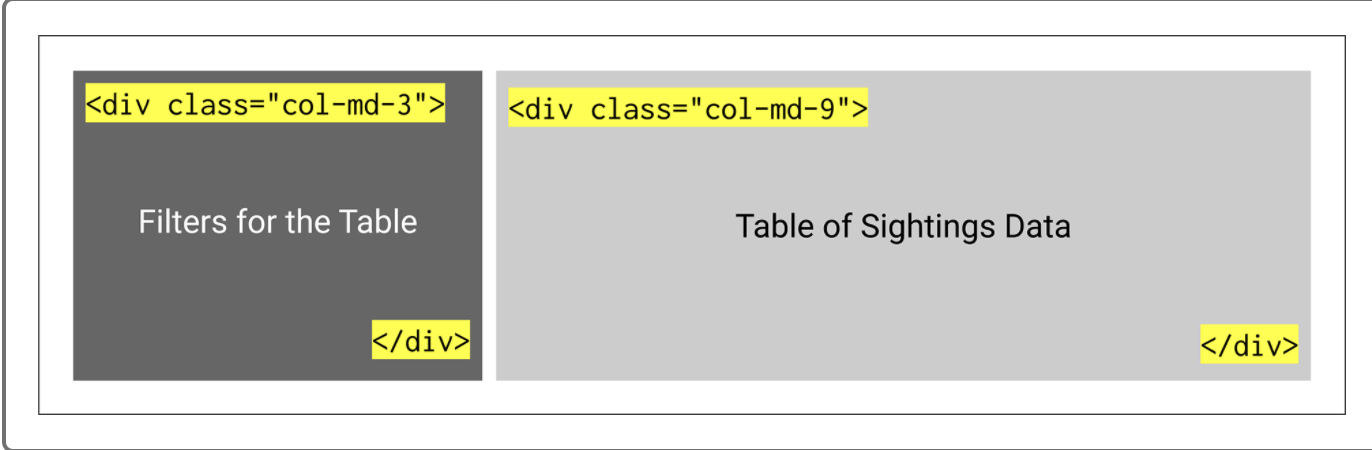 <div class="col-md-3">
Filters for the Table
</div>
<div class="col-md-9">
Table of Sightings Data
</div>